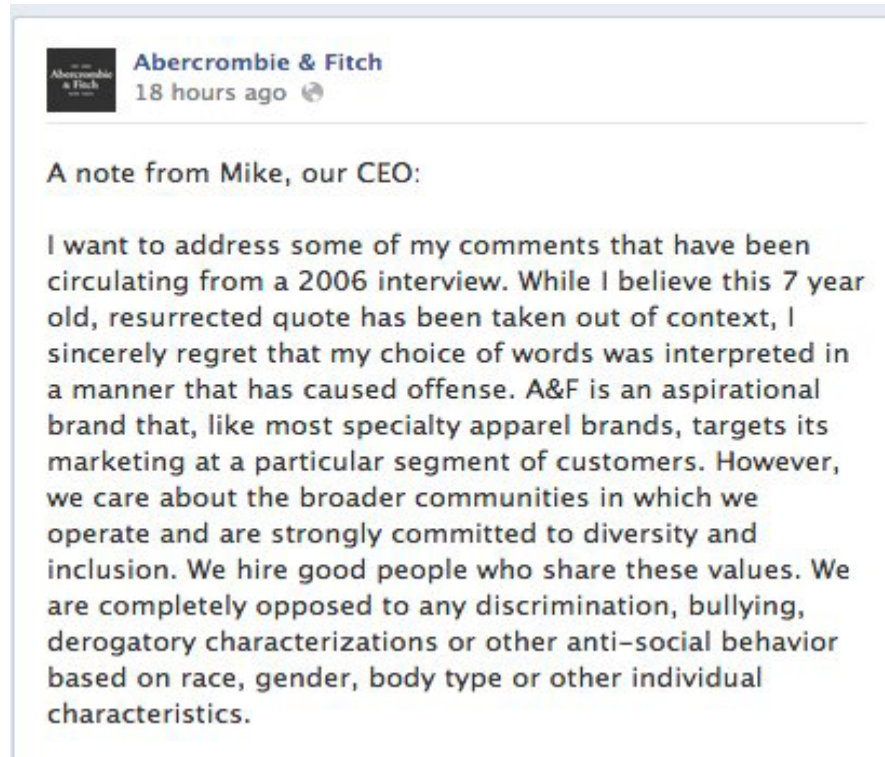 Abercrombie
& Fitch
Abercrombie & Fitch
18 hours ago
A note from Mike, our CEO:
I want to address some of my comments that have been
circulating from a 2006 interview. While I believe this 7 year
old, resurrected quote has been taken out of context, I
sincerely regret that my choice of words was interpreted in
a manner that has caused offense. A&F is an aspirational
brand that, like most specialty apparel brands, targets its
marketing at a particular segment of customers. However,
we care about the broader communities in which we
operate and are strongly committed to diversity and
inclusion. We hire good people who share these values. We
are completely opposed to any discrimination, bullying,
derogatory characterizations or other anti-social behavior
based on race, gender, body type or other individual
characteristics.